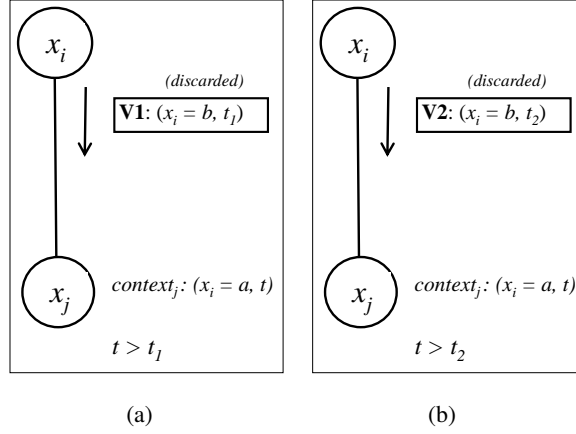 x_i
(discarded)
V1: (x_i = b, t_1)
x_j
context_j: (x_i = a, t)
t > t_1
(a)
x_i
(discarded)
V2: (x_i = b, t_2)
x_j
context_j: (x_i = a, t)
t > t_2
(b)